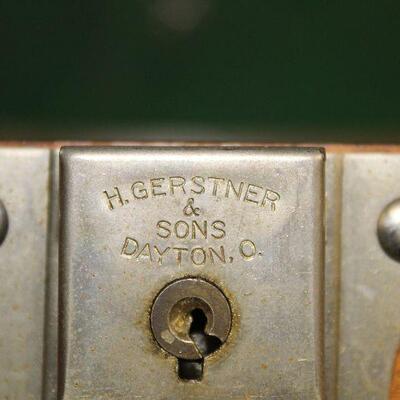 H. GERSTNER
&
SONS
DAYTON, O.